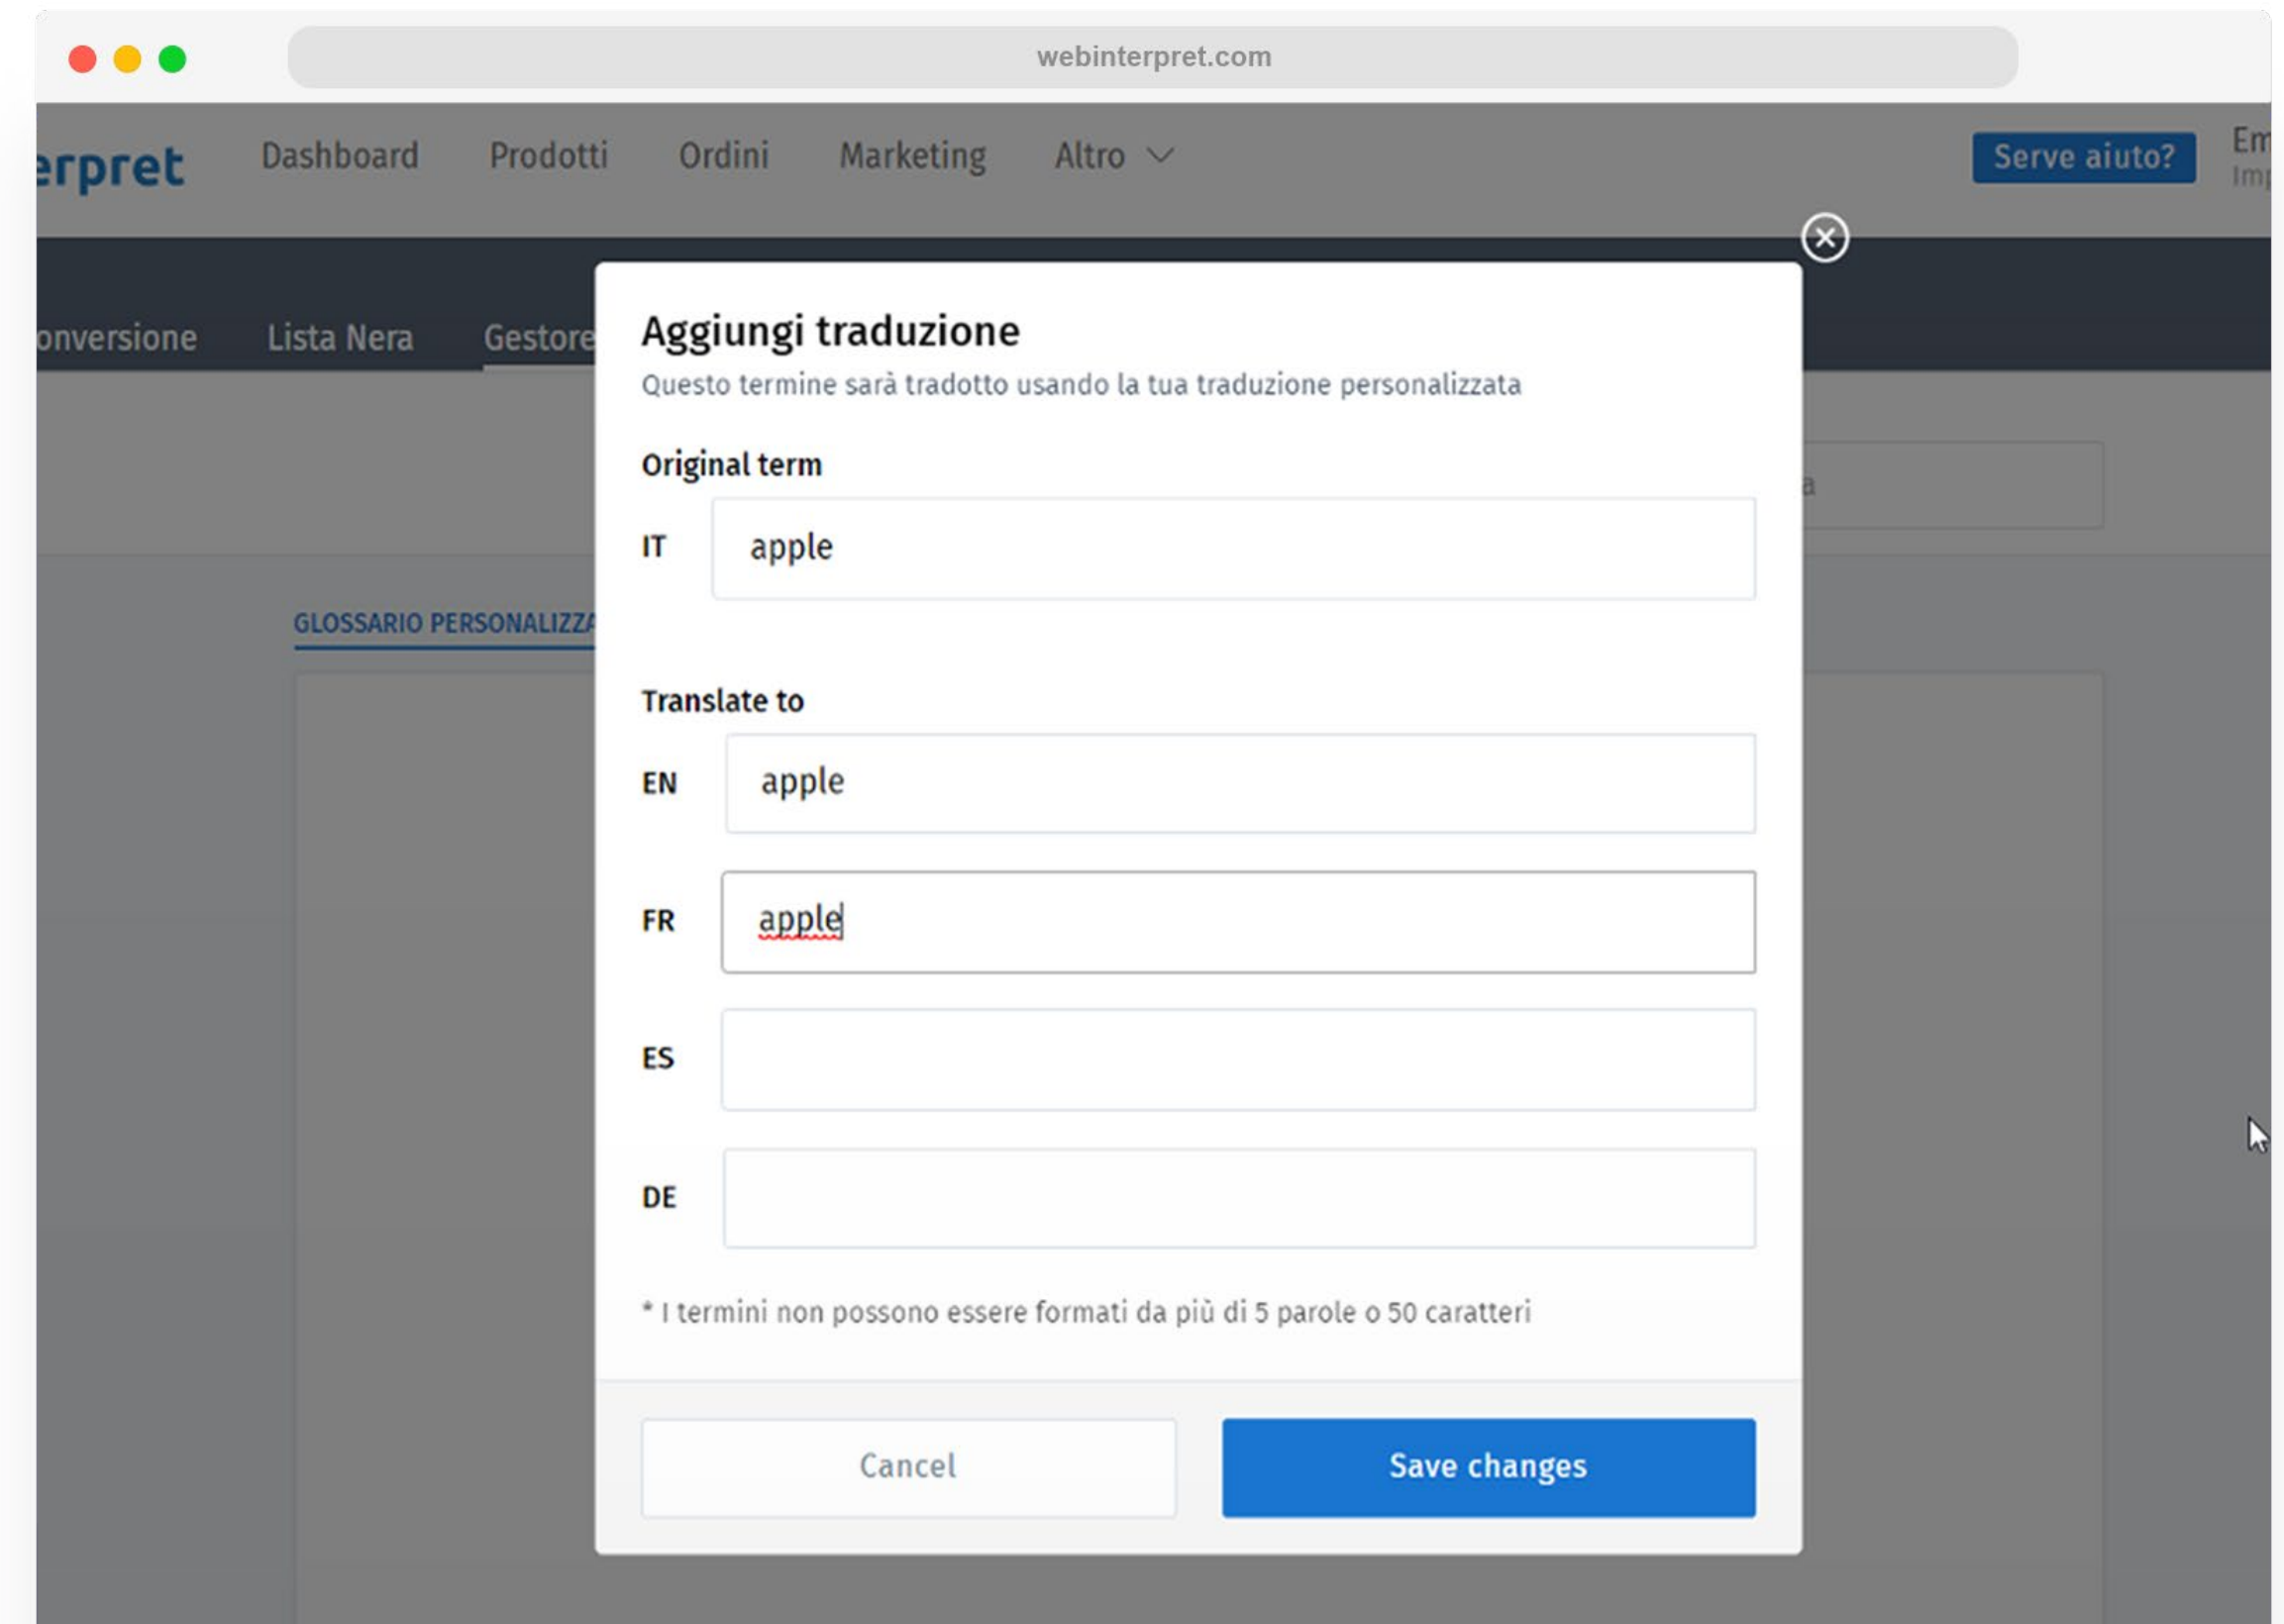 webinterpret.com
erpret Dashboard Prodotti Ordini Marketing Altro Serve aiuto? Em
Imp
onversione Lista Nera Gestore
Aggiungi traduzione
Questo termine sarà tradotto usando la tua traduzione personalizzata
Original term
IT apple
a
GLOSSARIO PERSONALIZZA
Translate to
EN apple
FR apple
ES
DE
* I termini non possono essere formati da più di 5 parole o 50 caratteri
Cancel Save changes